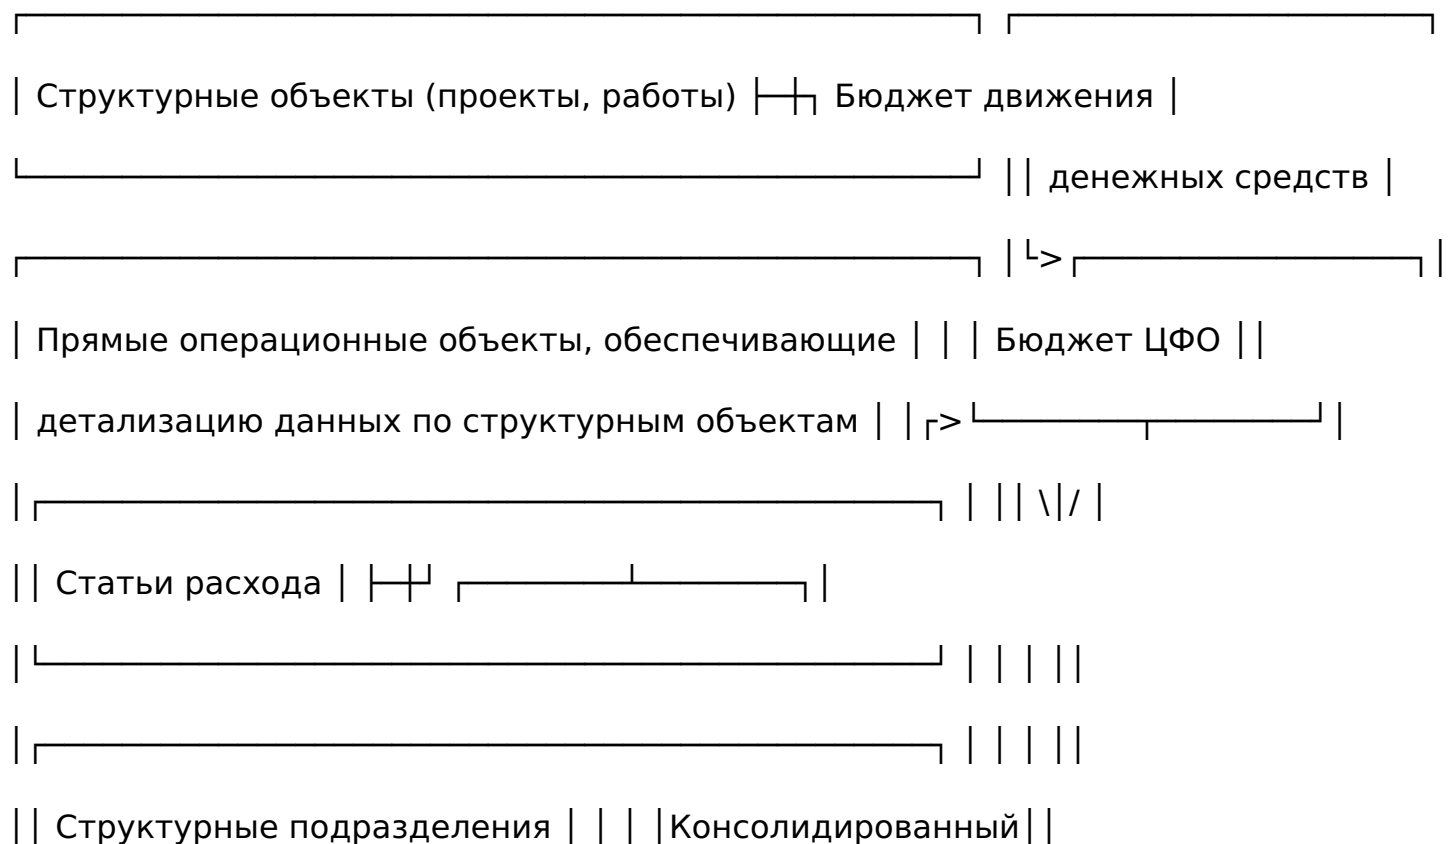 ┌──────────────────────────────────────────────────┐ ┌──────────────────────┐
│ Структурные объекты (проекты, работы) ├─┼┐ Бюджет движения │
└──────────────────────────────────────────────────┘ ││ денежных средств │
┌──────────────────────────────────────────────────┐ │└>┌──────────────────┐│
│ Прямые операционные объекты, обеспечивающие │ │ │ Бюджет ЦФО ││
│ детализацию данных по структурным объектам │ │┌>└─────────┬────────┘│
│┌───────────────────────────────────────────────┐ │ ││ \│/ │
││ Статьи расхода │ ├─┼┘ ┌─────────┴────────┐│
│└───────────────────────────────────────────────┘ │ │ │ ││
│┌───────────────────────────────────────────────┐ │ │ │ ││
││ Структурные подразделения │ │ │ │Консолидированный││